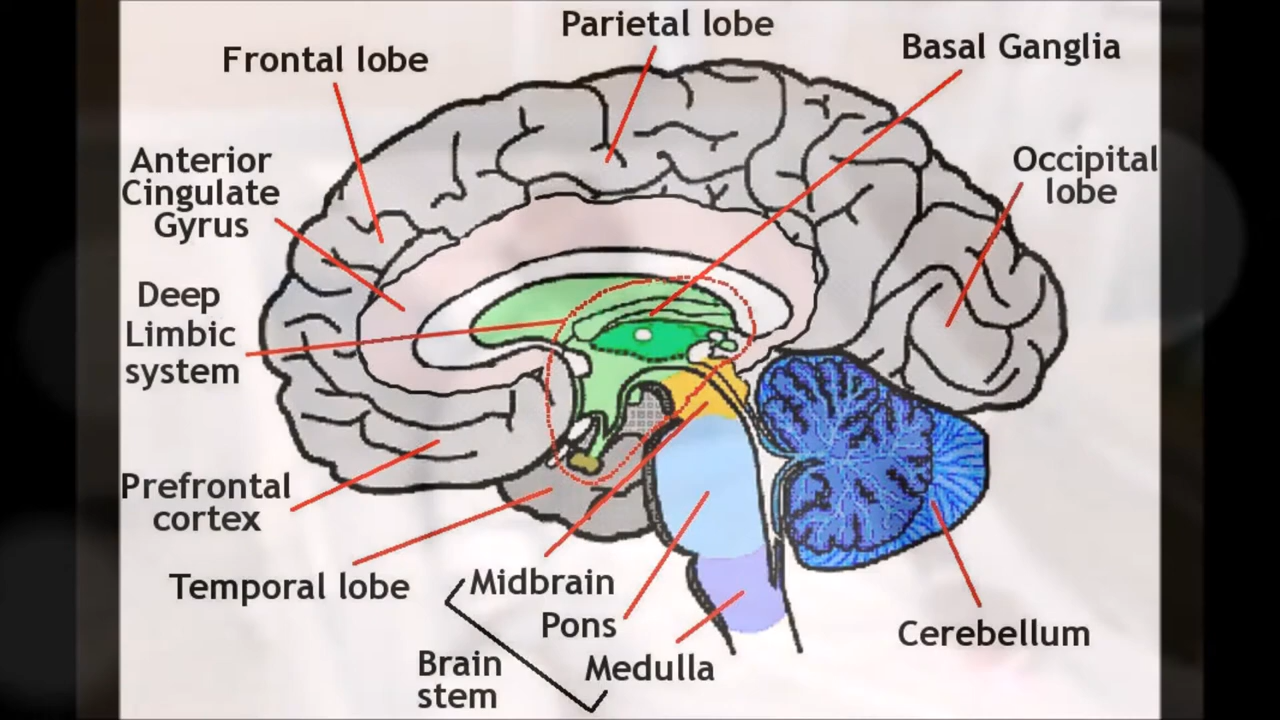 Parietal lobe
Frontal lobe
Basal Ganglia
Anterior
Cingulate
Gyrus
Occipital
lobe
Deep
Limbic
system
Prefrontal
cortex
Temporal lobe
Midbrain
Pons
Medulla
Brain
stem
Cerebellum